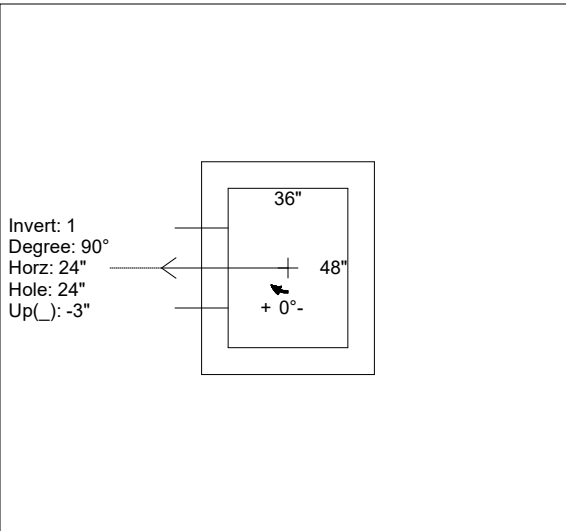 36"
Invert: 1
Degree: 90°
Horz: 24"
48"
Hole: 24"
Up(_): -3"
+ 0°-